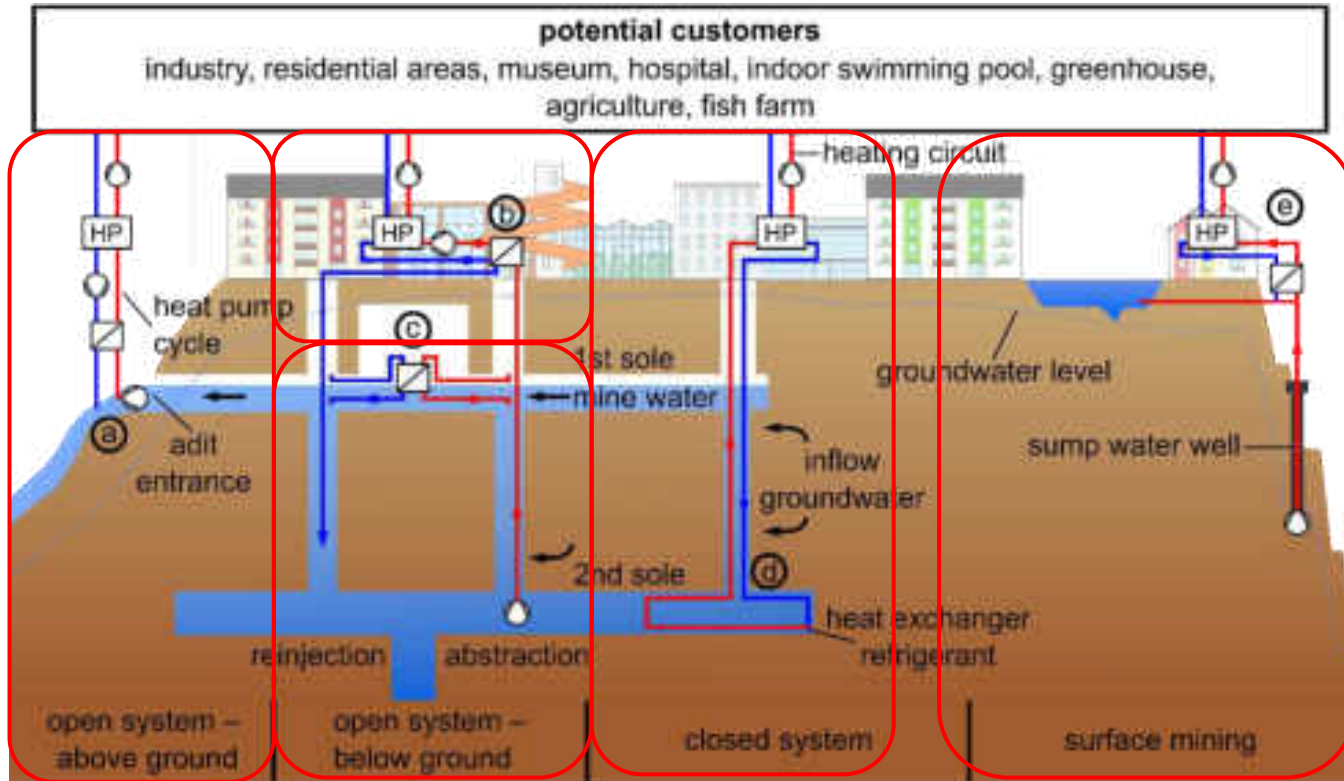 potential customers
industry, residential areas, museum, hospital, indoor swimming pool, greenhouse,
agriculture, fish farm
heating circuit
b
e
HP
HP
HP
HP
heat pump
cycle
c
1st sole
groundwater level
mine water
a
adit
entrance
inflow
groundwater
sump water well
2nd sole
d
heat exchanger
refrigerant
reinjection
abstraction
open system –
above ground
open system –
below ground
closed system
surface mining